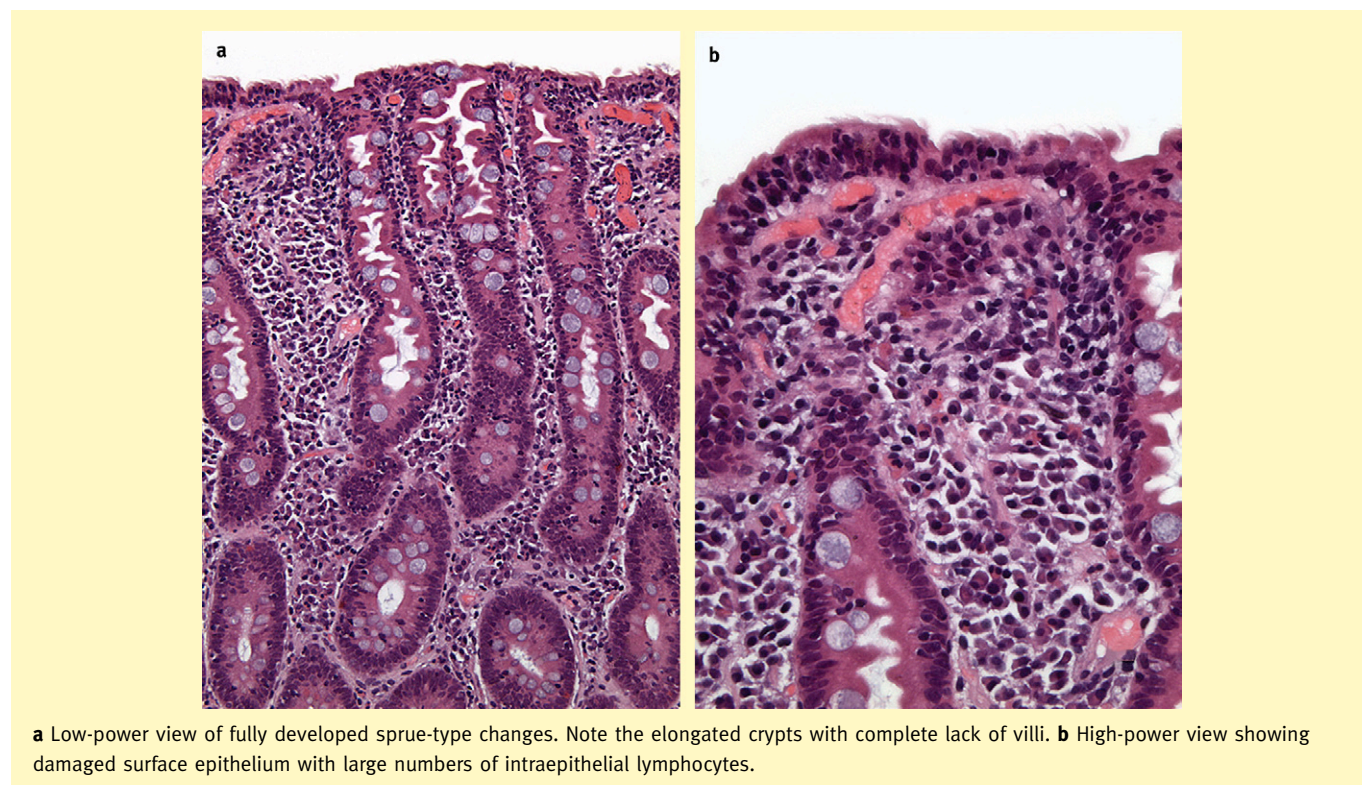 a
b
a Low-power view of fully developed sprue-type changes. Note the elongated crypts with complete lack of villi. b High-power view showing
damaged surface epithelium with large numbers of intraepithelial lymphocytes.